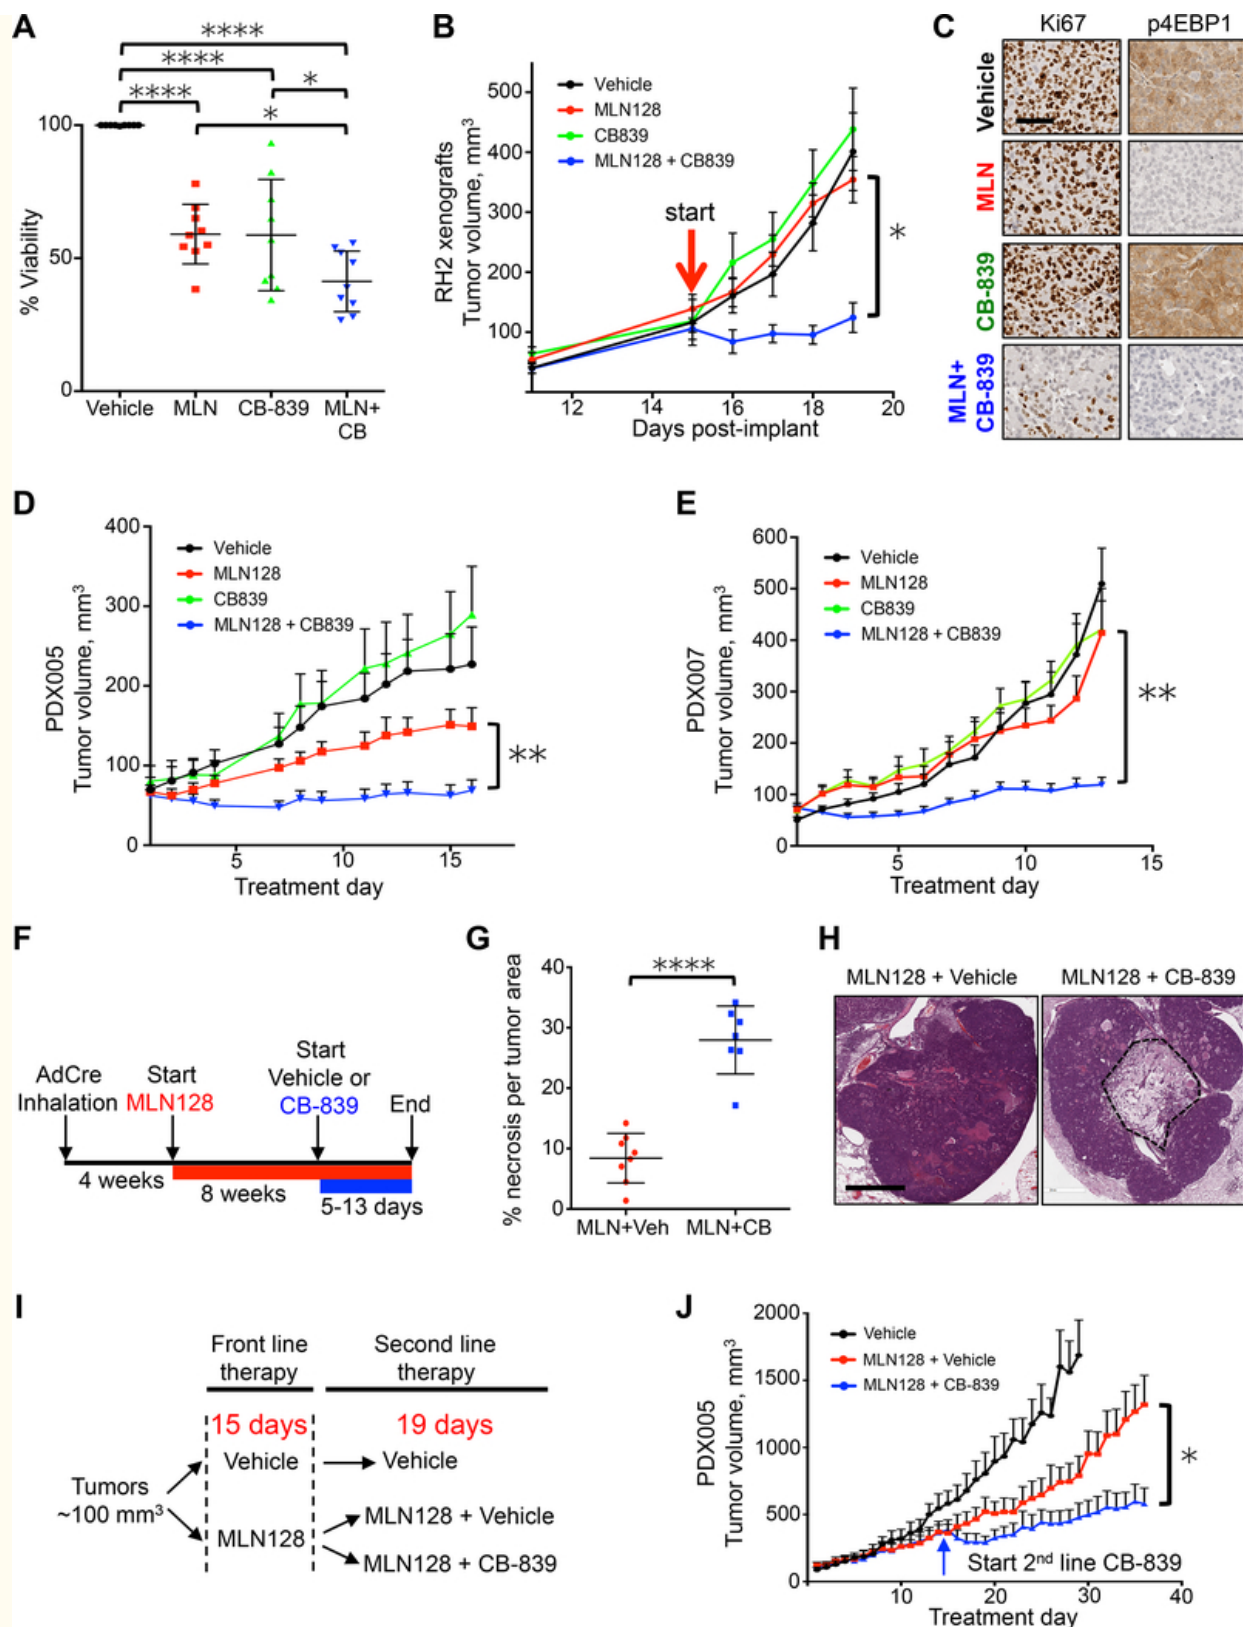 A
****
****
*
****
*
100
50
0
% Viability
Vehicle
MLN
CB-839
MLN+
CB
B
RH2 xenografts
Tumor volume, mm³
500
400
300
200
100
Vehicle
MLN128
CB839
MLN128 + CB839
start
*
12
14
16
18
20
Days post-implant
C
Ki67
p4EBP1
Vehicle
MLN
CB-839
MLN+
CB-839
D
PDX005
Tumor volume, mm³
400
300
200
100
0
Vehicle
MLN128
CB839
MLN128 + CB839
**
5
10
15
Treatment day
E
PDX007
Tumor volume, mm³
600
500
400
300
200
100
0
Vehicle
MLN128
CB839
MLN128 + CB839
**
5
10
15
Treatment day
F
AdCre
Inhalation
Start
MLN128
Start
Vehicle or
CB-839
End
4 weeks
8 weeks
5-13 days
G
% necrosis per tumor area
40
30
20
10
0
****
MLN+Veh
MLN+CB
H
MLN128 + Vehicle
MLN128 + CB-839
I
Front line
therapy
Second line
therapy
15 days
19 days
Tumors
~100 mm³
Vehicle
Vehicle
MLN128
MLN128 + Vehicle
MLN128 + CB-839
J
PDX005
Tumor volume, mm³
2000
1500
1000
500
0
Vehicle
MLN128 + Vehicle
MLN128 + CB-839
*
Start 2nd line CB-839
10
20
30
40
Treatment day